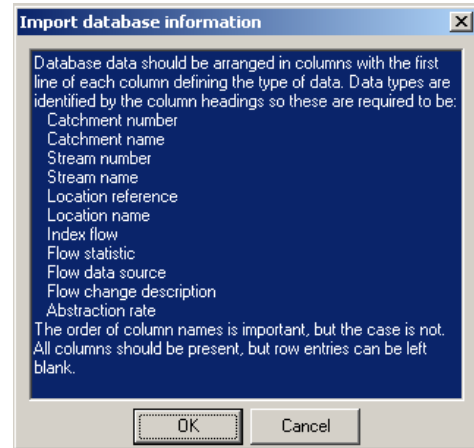 Import database information
Database data should be arranged in columns with the first
line of each column defining the type of data. Data types are
identified by the column headings so these are required to be:
Catchment number
Catchment name
Stream number
Stream name
Location reference
Location name
Index flow
Flow statistic
Flow data source
Flow change description
Abstraction rate
The order of column names is important, but the case is not.
All columns should be present, but row entries can be left
blank.
OK
Cancel